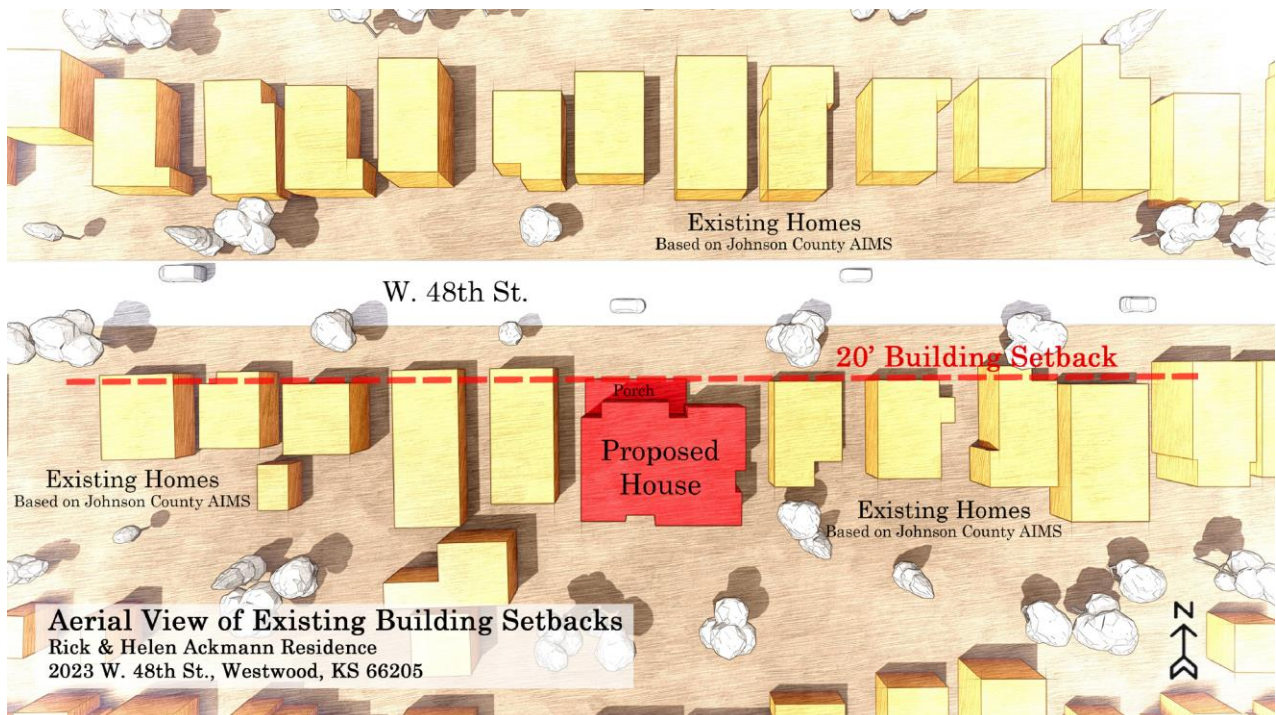 Existing Homes
Based on Johnson County AIMS
W. 48th St.
20' Building Setback
Porch
Proposed
House
Existing Homes
Based on Johnson County AIMS
Existing Homes
Based on Johnson County AIMS
Aerial View of Existing Building Setbacks
Rick & Helen Ackmann Residence
2023 W. 48th St., Westwood, KS 66205
N